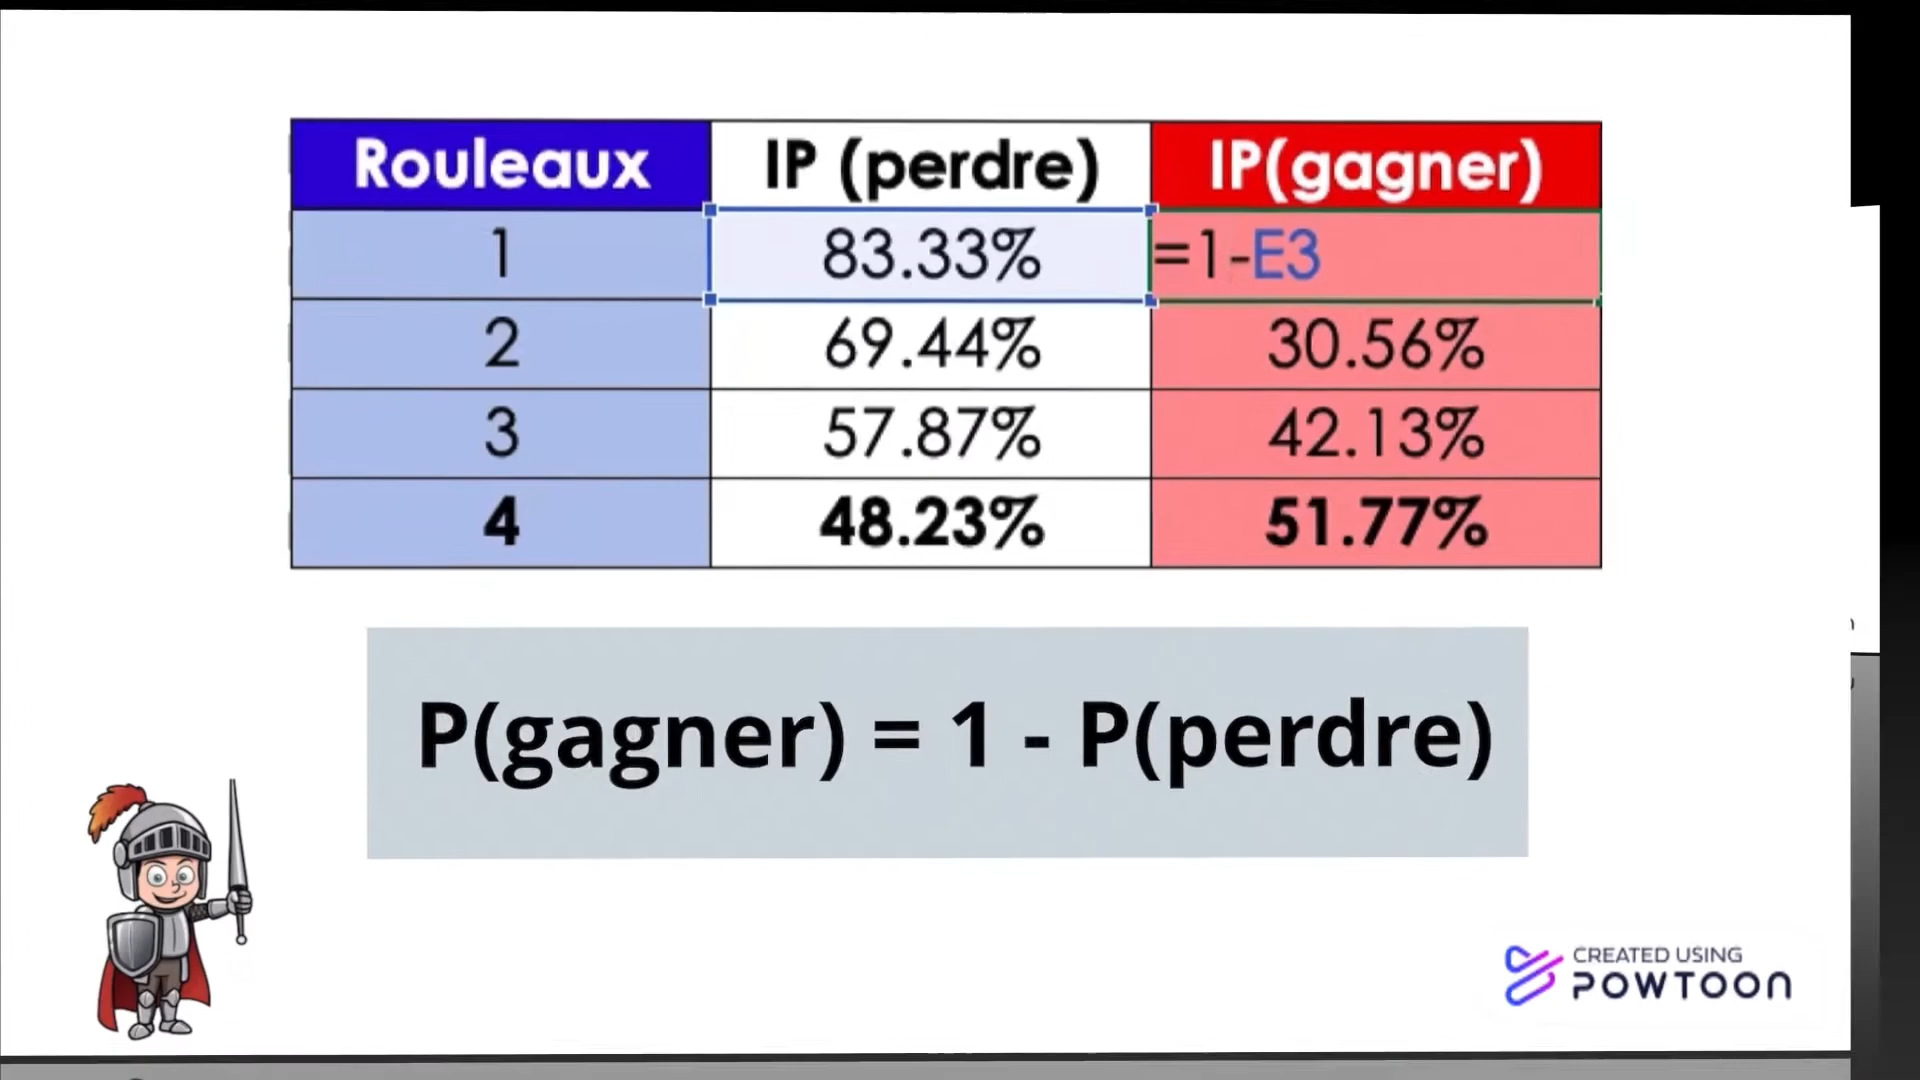 Rouleaux IP (perdre) IP(gagner)
1 83.33% =1-E3
2 69.44% 30.56%
3 57.87% 42.13%
4 48.23% 51.77%
P(gagner) = 1 - P(perdre)
CREATED USING
POWTOON